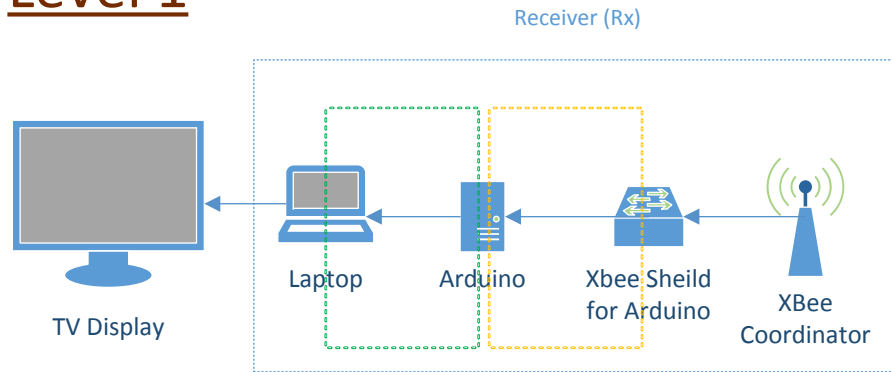 Level 1
Receiver (Rx)
Laptop
Arduino
Xbee Sheild
for Arduino
XBee
Coordinator
TV Display